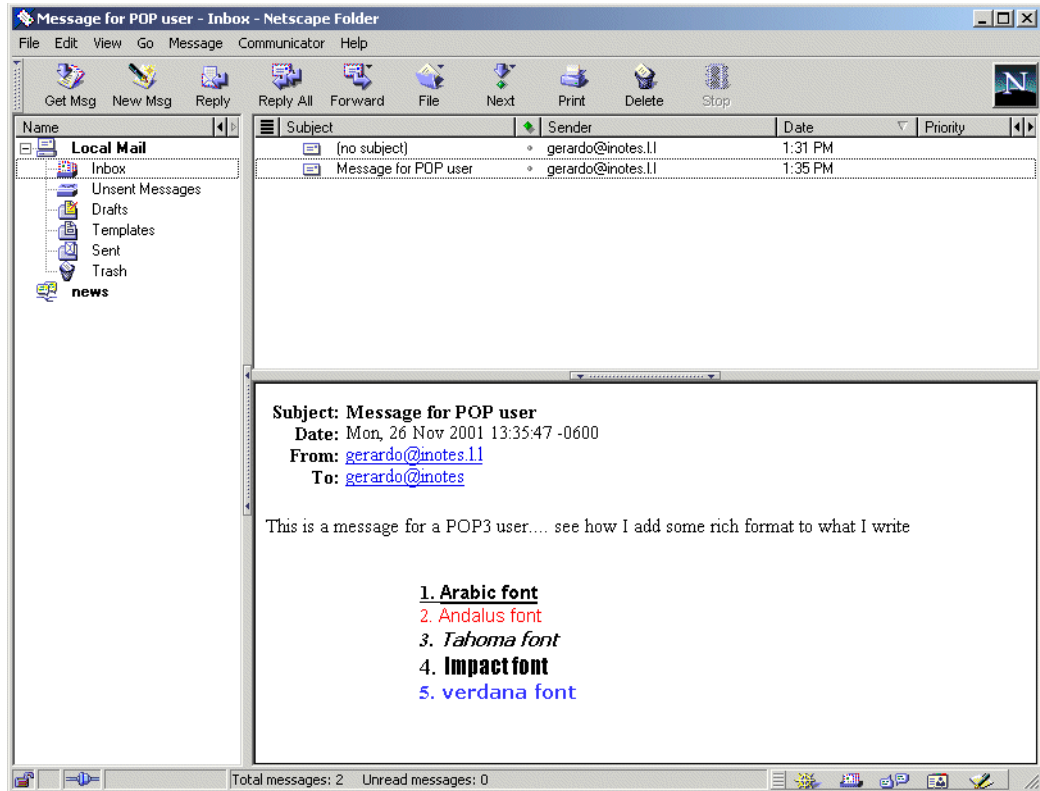 Message for POP user - Inbox - Netscape Folder
File Edit View Go Message Communicator Help
Get Msg New Msg Reply Reply All Forward File Next Print Delete Stop
N
Name
Local Mail
Inbox
Unsent Messages
Drafts
Templates
Sent
Trash
news
Subject Sender Date Priority
(no subject) gerardo@inotes.l.l 1:31 PM
Message for POP user gerardo@inotes.l.l 1:35 PM
Subject: Message for POP user
Date: Mon, 26 Nov 2001 13:35:47 -0600
From: gerardo@inotes.l.l
To: gerardo@inotes
This is a message for a POP3 user.... see how I add some rich format to what I write
1. Arabic font
2. Andalus font
3. Tahoma font
4. Impact font
5. verdana font
Total messages: 2 Unread messages: 0